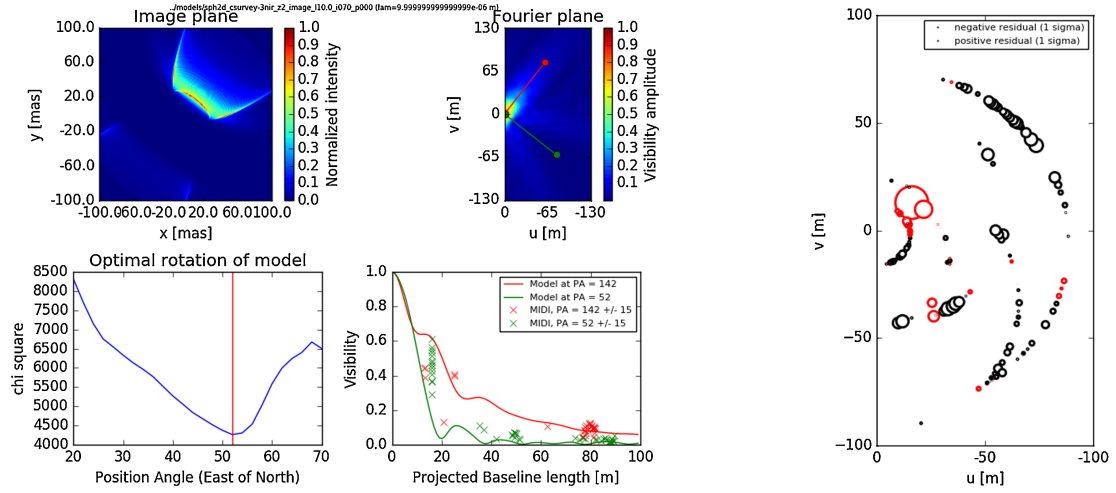 ../models/sph2d_csurvey-3nir_z2_image_l10.0_i070_p000 (lam=9.999999999999999e-06 m)
Image plane
100.0
60.0
20.0
-20.0
-60.0
-100.0
y [mas]
-100.0-60.0-20.0 20.0 60.0100.0
x [mas]
1.0
0.9
0.8
0.7
0.6
0.5
0.4
0.3
0.2
0.1
0.0
Normalized intensity
Fourier plane
130
65
0
-65
-130
v [m]
0 -65 -130
u [m]
1.0
0.9
0.8
0.7
0.6
0.5
0.4
0.3
0.2
0.1
Visibility amplitude
Optimal rotation of model
8500
8000
7500
7000
6500
6000
5500
5000
4500
4000
chi square
20 30 40 50 60 70
Position Angle (East of North)
1.0
0.8
0.6
0.4
0.2
0.0
Visibility
Model at PA = 142
Model at PA = 52
MIDI, PA = 142 +/- 15
MIDI, PA = 52 +/- 15
0 20 40 60 80 100
Projected Baseline length [m]
100
50
0
−50
−100
v [m]
negative residual (1 sigma)
positive residual (1 sigma)
0 -50 -100
u [m]